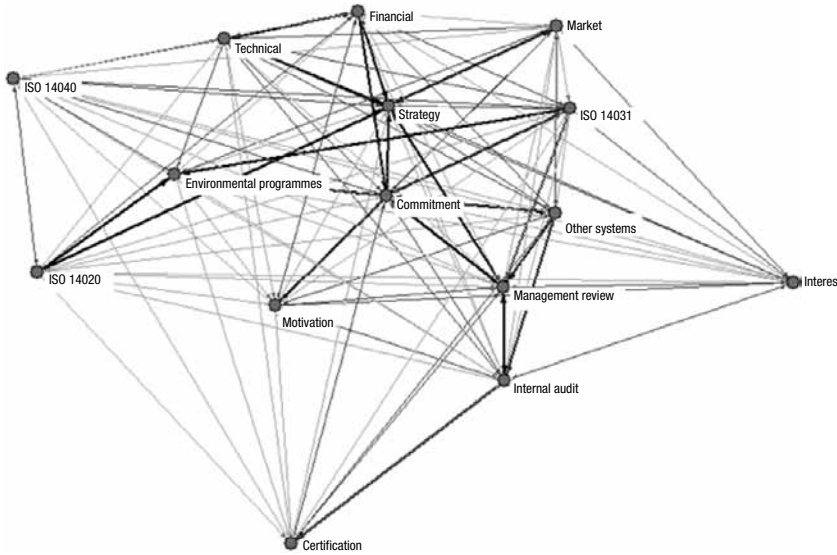 Financial
Market
Technical
ISO 14040
Strategy
ISO 14031
Environmental programmes
Commitment
Other systems
ISO 14020
Interes
Management review
Motivation
Internal audit
Certification